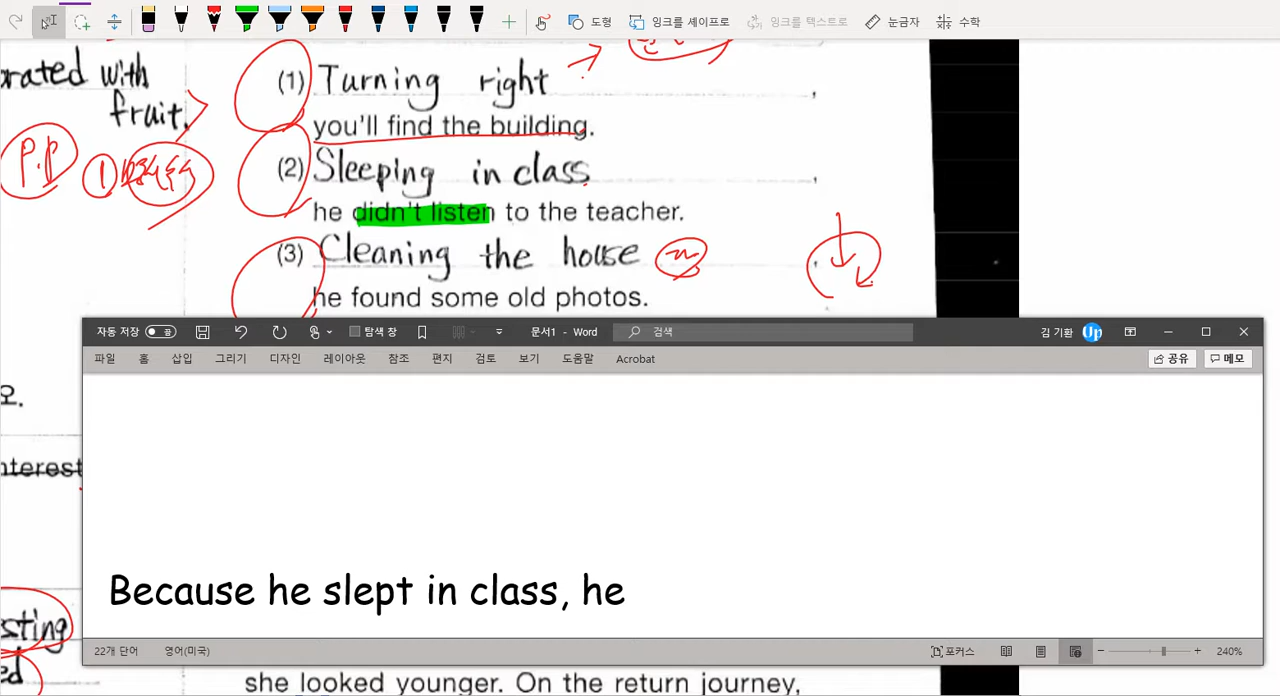 도형
잉크를 셰이프로
잉크를 텍스트로
눈금자
수학
orated with
fruit.
P.P
①
(1) Turning right ,
you'll find the building.
(2) Sleeping in class ,
he didn't listen to the teacher.
(3) Cleaning the house ,
he found some old photos.
자동 저장
탐색 창
문서1 - Word
검색
김 기환
Up
파일 홈 삽입 그리기 디자인 레이아웃 참조 편지 검토 보기 도움말 Acrobat
공유
메모
오.
nterest
Because he slept in class, he
sting
ed
22개 단어
영어(미국)
포커스
240%
she looked younger. On the return journey,